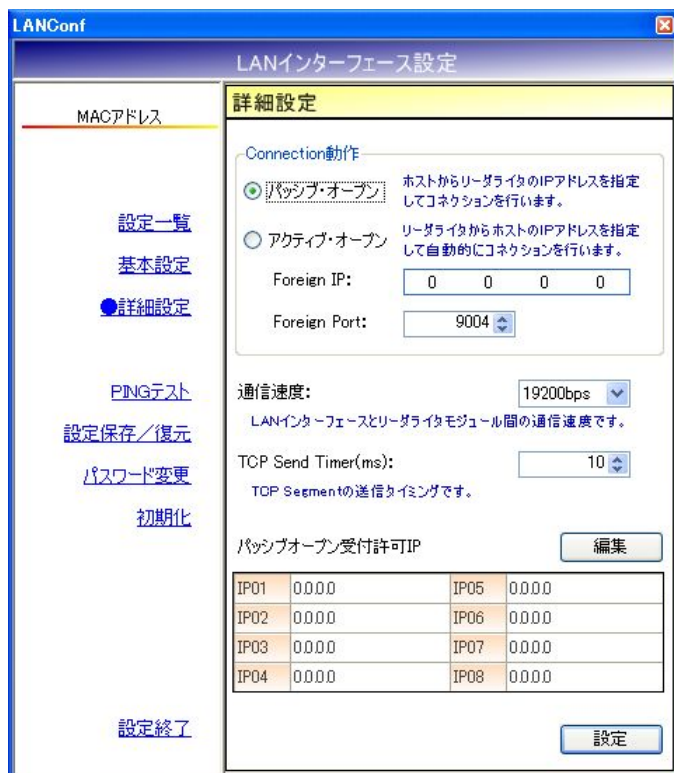 LANConf
LANインターフェース設定
MACアドレス
設定一覧
基本設定
●詳細設定
PINGテスト
設定保存／復元
パスワード変更
初期化
設定終了
詳細設定
Connection動作
パッシブ・オープン
ホストからリーダライタのIPアドレスを指定
してコネクションを行います。
アクティブ・オープン
リーダライタからホストのIPアドレスを指定
して自動的にコネクションを行います。
Foreign IP: 0 0 0 0
Foreign Port: 9004
通信速度: 19200bps
LANインターフェースとリーダライタモジュール間の通信速度です。
TCP Send Timer(ms): 10
TCP Segmentの送信タイミングです。
パッシブオープン受付許可IP 編集
IP01 0.0.0.0 IP05 0.0.0.0
IP02 0.0.0.0 IP06 0.0.0.0
IP03 0.0.0.0 IP07 0.0.0.0
IP04 0.0.0.0 IP08 0.0.0.0
設定